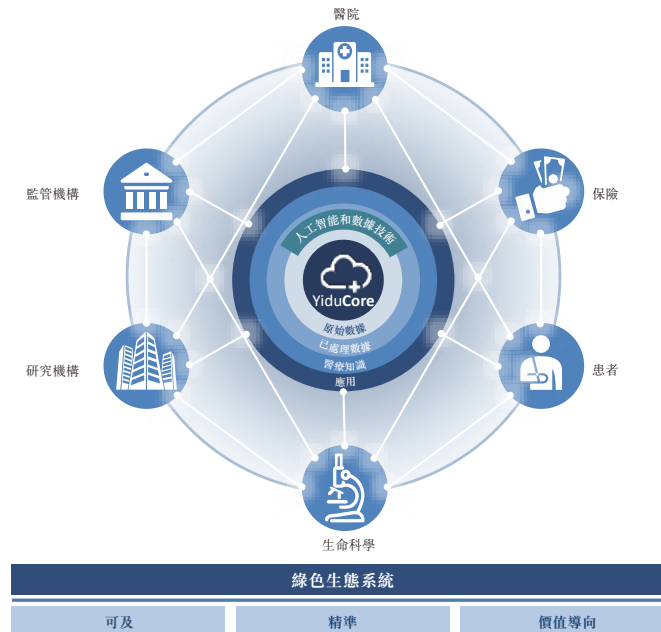 醫院
監管機構
保險
人工智能和數據技術
YiduCore
原始數據
已處理數據
醫療知識
應用
研究機構
患者
生命科學
綠色生態系統
可及
精準
價值導向